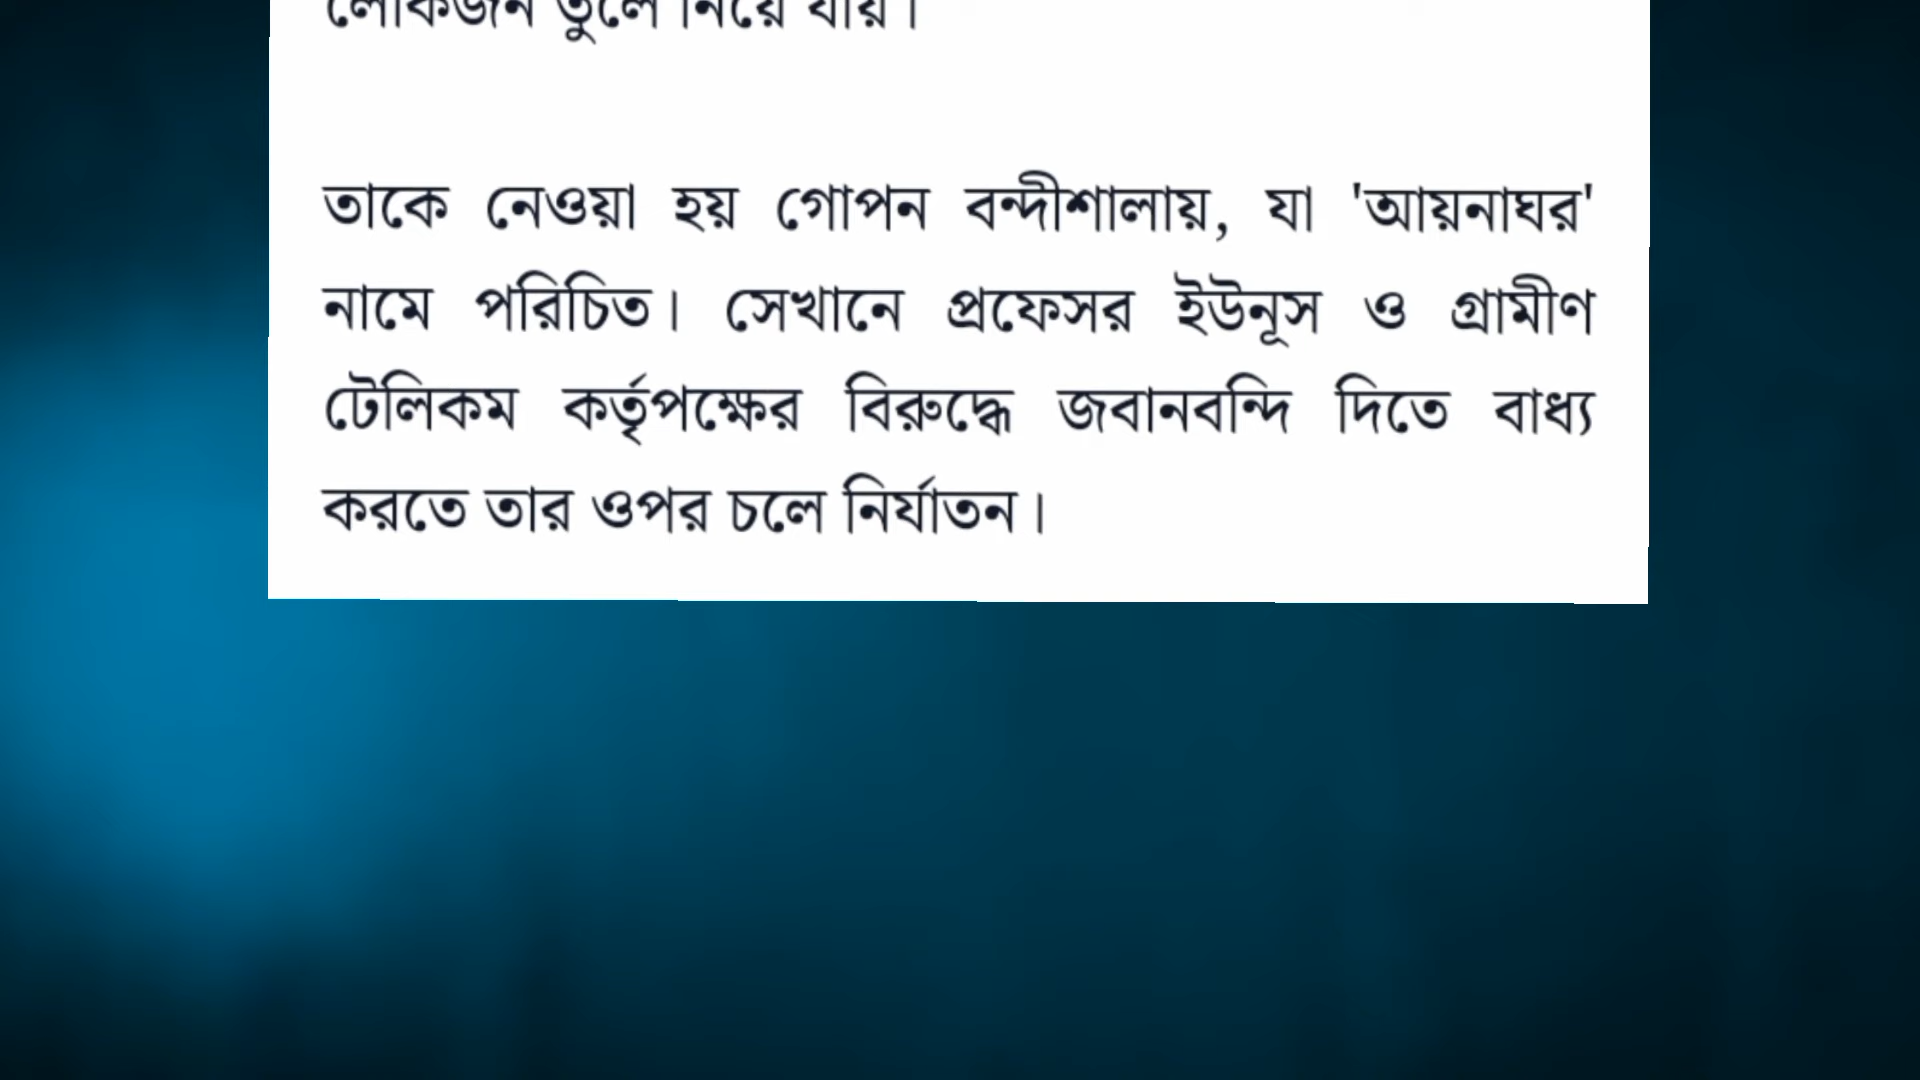 লোকজন তুলে নিয়ে যায়।
তাকে নেওয়া হয় গোপন বন্দীশালায়, যা 'আয়নাঘর'
নামে পরিচিত। সেখানে প্রফেসর ইউনূস ও গ্রামীণ
টেলিকম কর্তৃপক্ষের বিরুদ্ধে জবানবন্দি দিতে বাধ্য
করতে তার ওপর চলে নির্যাতন।